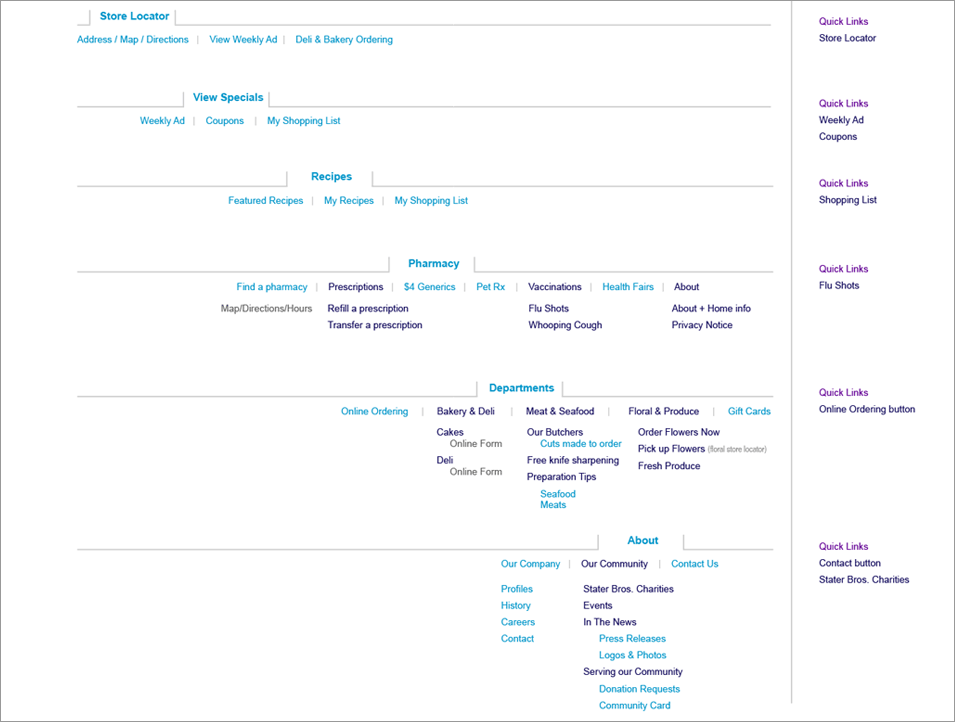 Store Locator
Address / Map / Directions | View Weekly Ad | Deli & Bakery Ordering
Quick Links
Store Locator
View Specials
Weekly Ad | Coupons | My Shopping List
Quick Links
Weekly Ad
Coupons
Recipes
Featured Recipes | My Recipes | My Shopping List
Quick Links
Shopping List
Pharmacy
Find a pharmacy | Prescriptions | $4 Generics | Pet Rx | Vaccinations | Health Fairs | About
Map/Directions/Hours Refill a prescription Flu Shots About + Home info
Transfer a prescription Whooping Cough Privacy Notice
Quick Links
Flu Shots
Departments
Online Ordering | Bakery & Deli | Meat & Seafood | Floral & Produce | Gift Cards
Cakes
Online Form
Deli
Online Form
Our Butchers
Cuts made to order
Free knife sharpening
Preparation Tips
Seafood
Meats
Order Flowers Now
Pick up Flowers (floral store locator)
Fresh Produce
Quick Links
Online Ordering button
About
Our Company | Our Community | Contact Us
Profiles
History
Careers
Contact
Stater Bros. Charities
Events
In The News
Press Releases
Logos & Photos
Serving our Community
Donation Requests
Community Card
Quick Links
Contact button
Stater Bros. Charities